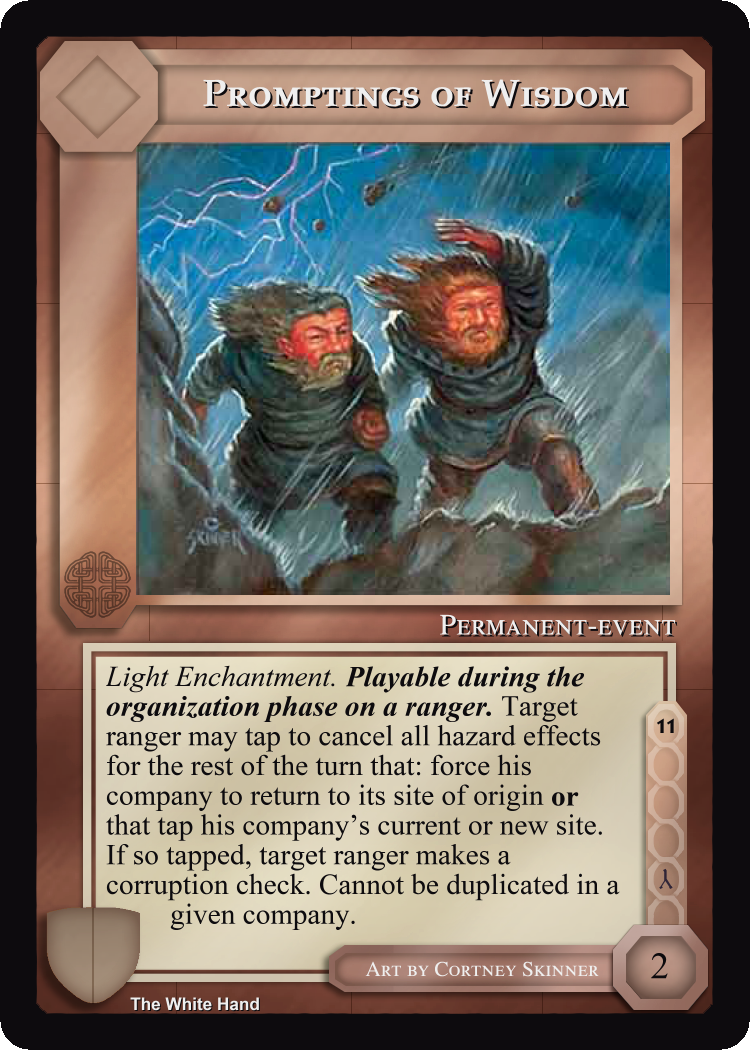 Promptings of Wisdom
C
SKINNER
Permanent-event
Light Enchantment. Playable during the
organization phase on a ranger. Target
ranger may tap to cancel all hazard effects
for the rest of the turn that: force his
company to return to its site of origin or
that tap his company's current or new site.
If so tapped, target ranger makes a
corruption check. Cannot be duplicated in a
given company.
11
Art by Cortney Skinner
2
The White Hand